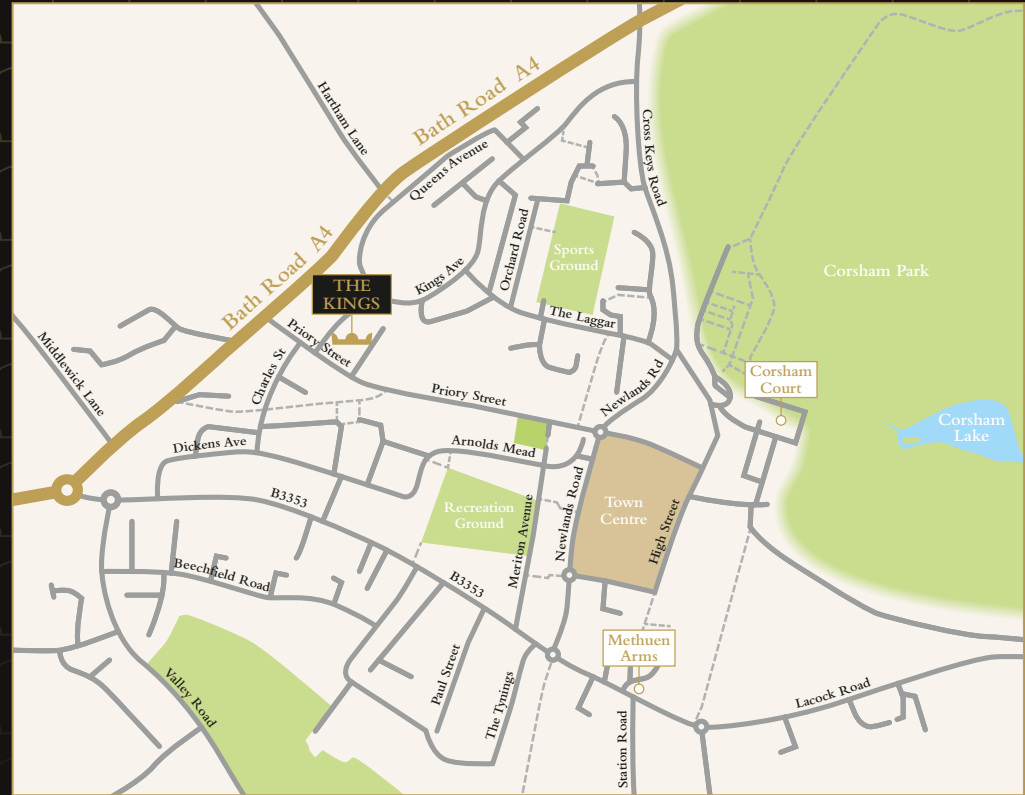 Bath Road A4
Hartham Lane
Queens Avenue
Cross Keys Road
Bath Road A4
Orchard Road
Sports
Ground
Corsham Park
Kings Ave
THE
KINGS
The Laggar
Priory Street
Middlewick Lane
Charles St
Priory Street
Newlands Rd
Corsham
Court
Corsham
Lake
Dickens Ave
Arnolds Mead
B3353
Recreation
Ground
Meriton Avenue
Newlands Road
Town
Centre
High Street
Beechfield Road
B3353
Methuen
Arms
Valley Road
Paul Street
The Tynings
Station Road
Lacock Road